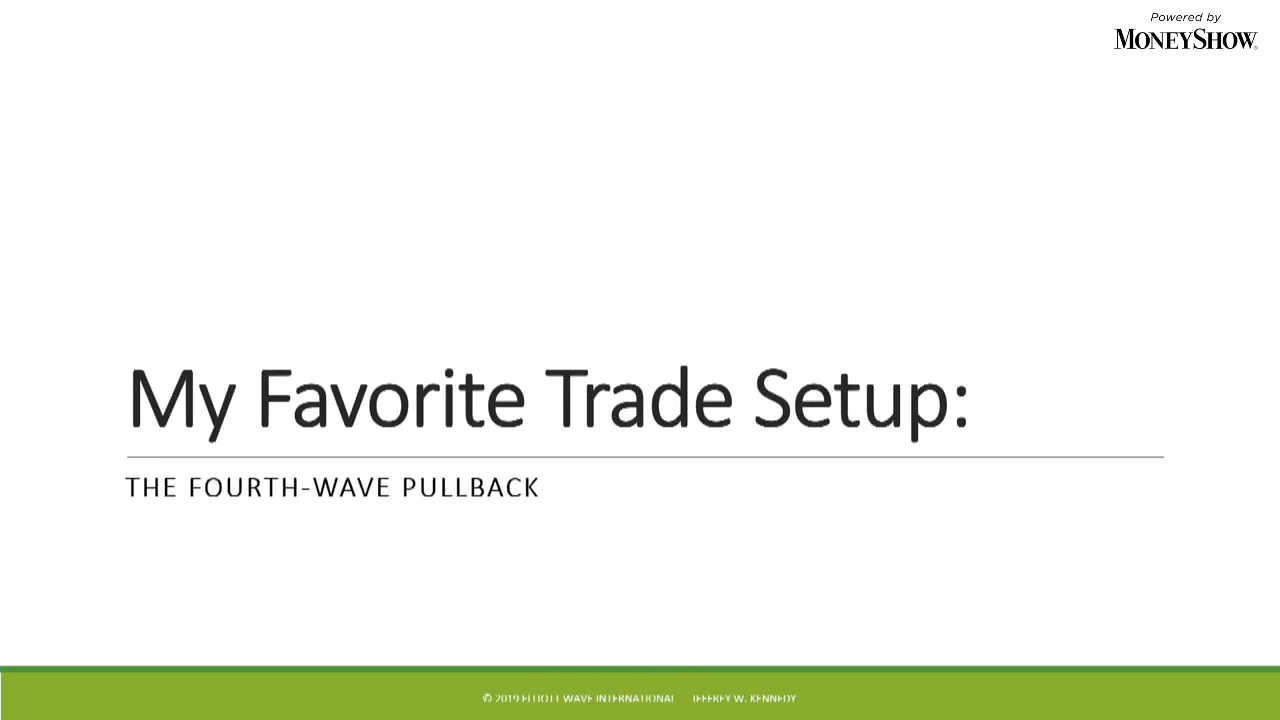 Powered by
MONEYSHOW
My Favorite Trade Setup:
THE FOURTH-WAVE PULLBACK
© 2019 ELLIOTT WAVE INTERNATIONAL JEFFREY W. KENNEDY